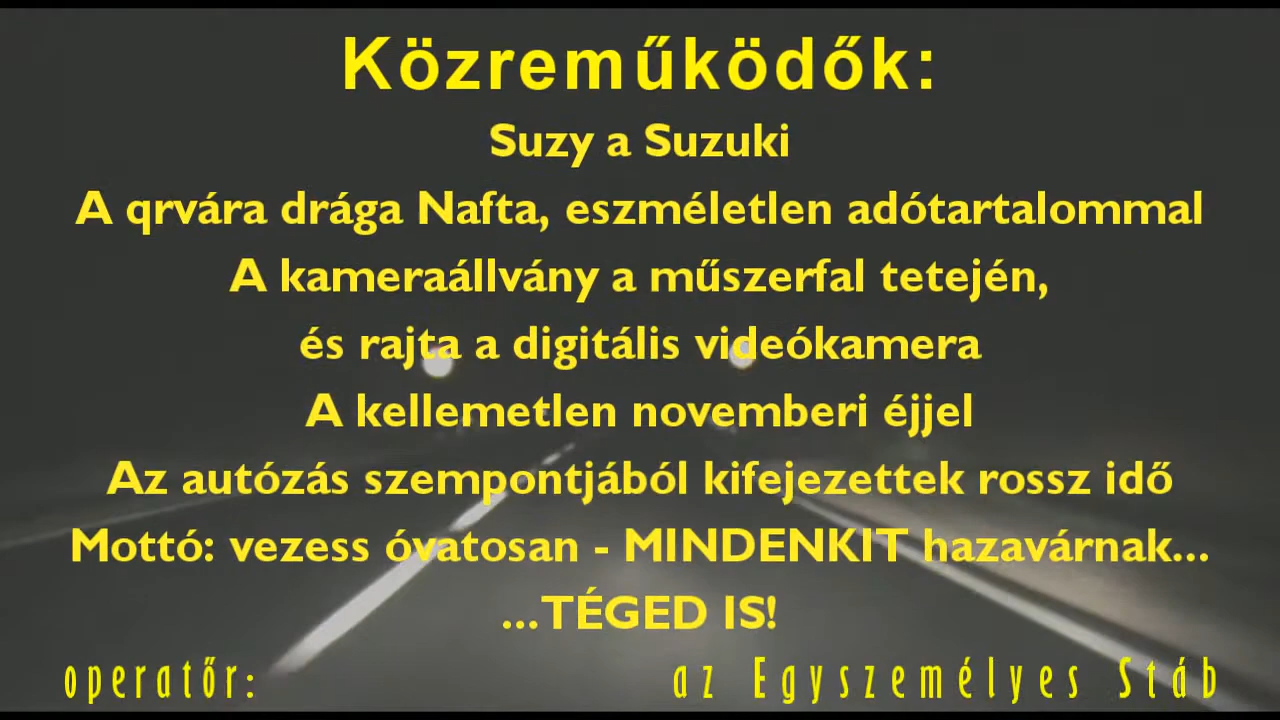 Közreműködők:
Suzy a Suzuki
A qrvára drága Nafta, eszméletlen adótartalommal
A kameraállvány a műszerfal tetején,
és rajta a digitális videókamera
A kellemetlen novemberi éjjel
Az autózás szempontjából kifejezettek rossz idő
Mottó: vezess óvatosan - MINDENKIT hazavárnak...
...TÉGED IS!
operatőr: az Egyszemélyes Stáb